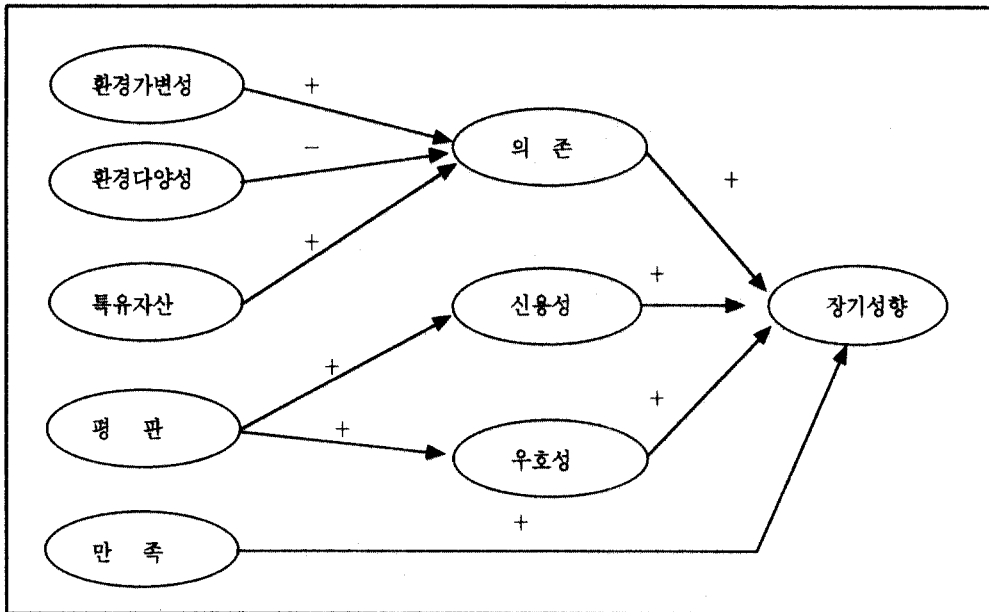 환경가변성
+
의 존
−
환경다양성
+
+
특유자산
신용성
+
장기성향
+
+
평 판
+
우호성
+
만 족